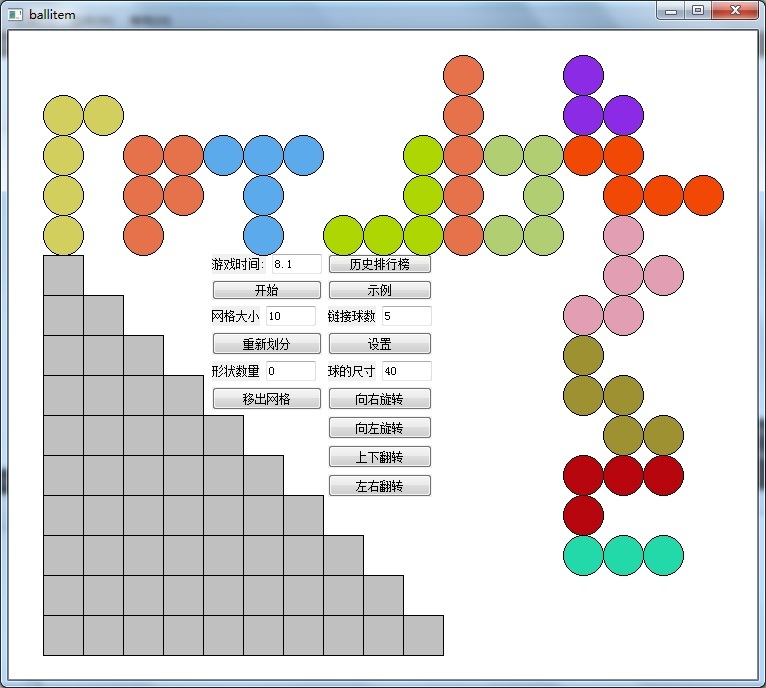 ballitem
游戏时间: 8.1 历史排行榜
开始 示例
网格大小 10 链接球数 5
重新划分 设置
形状数量 0 球的尺寸 40
移出网格 向右旋转
向左旋转
上下翻转
左右翻转